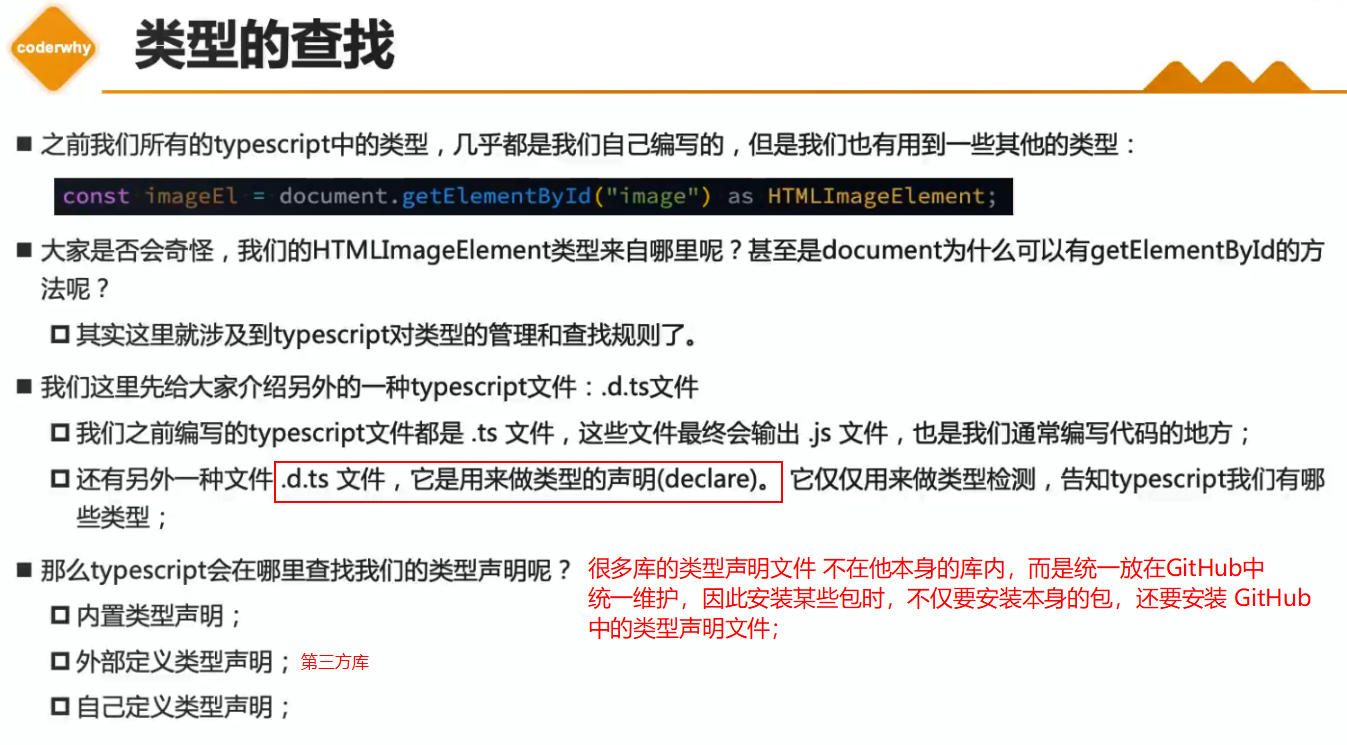 coderwhy
类型的查找
之前我们所有的typescript中的类型，几乎都是我们自己编写的，但是我们也有用到一些其他的类型：
const imageEl = document.getElementById("image") as HTMLImageElement;
大家是否会奇怪，我们的HTMLImageElement类型来自哪里呢？甚至是document为什么可以有getElementById的方
法呢？
其实这里就涉及到typescript对类型的管理和查找规则了。
我们这里先给大家介绍另外的一种typescript文件：.d.ts文件
我们之前编写的typescript文件都是 .ts 文件，这些文件最终会输出 .js 文件，也是我们通常编写代码的地方；
还有另外一种文件 .d.ts 文件，它是用来做类型的声明(declare)。 它仅仅用来做类型检测，告知typescript我们有哪
些类型；
那么typescript会在哪里查找我们的类型声明呢？
内置类型声明；
外部定义类型声明； 第三方库
自己定义类型声明；
很多库的类型声明文件 不在他本身的库内，而是统一放在GitHub中
统一维护，因此安装某些包时，不仅要安装本身的包，还要安装 GitHub
中的类型声明文件；